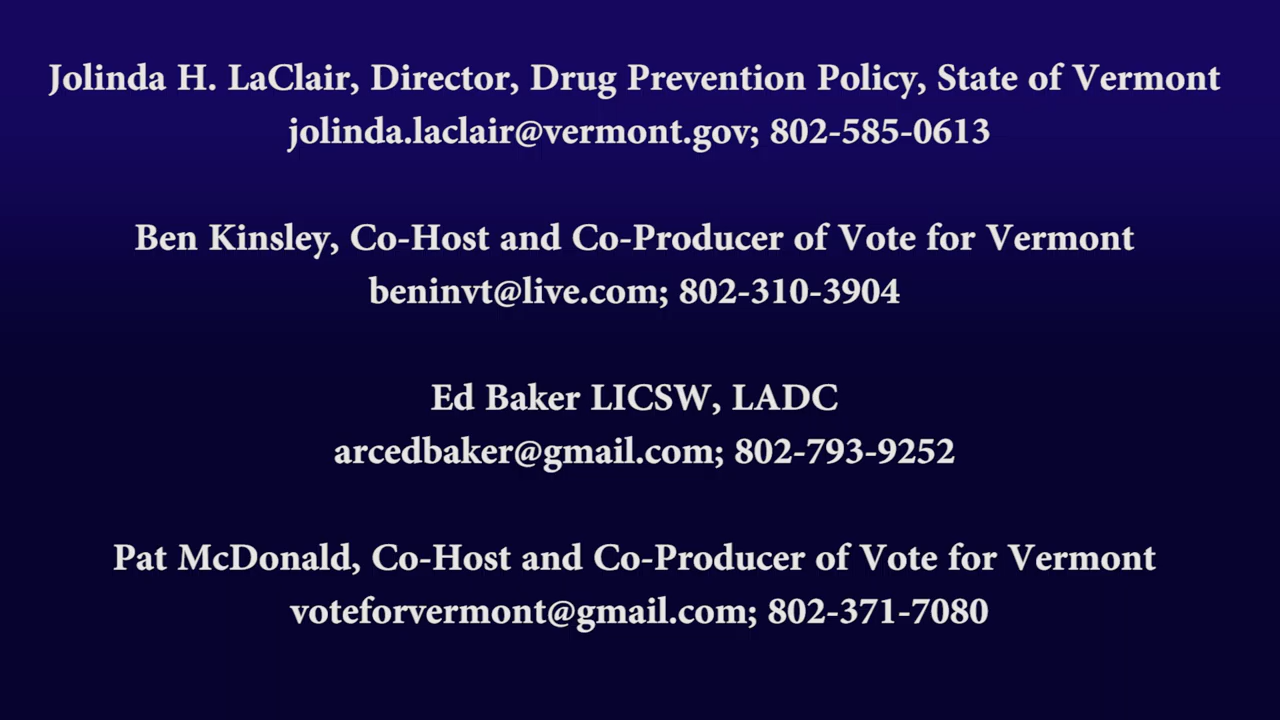 Jolinda H. LaClair, Director, Drug Prevention Policy, State of Vermont
jolinda.laclair@vermont.gov; 802-585-0613
Ben Kinsley, Co-Host and Co-Producer of Vote for Vermont
beninvt@live.com; 802-310-3904
Ed Baker LICSW, LADC
arcedbaker@gmail.com; 802-793-9252
Pat McDonald, Co-Host and Co-Producer of Vote for Vermont
voteforvermont@gmail.com; 802-371-7080